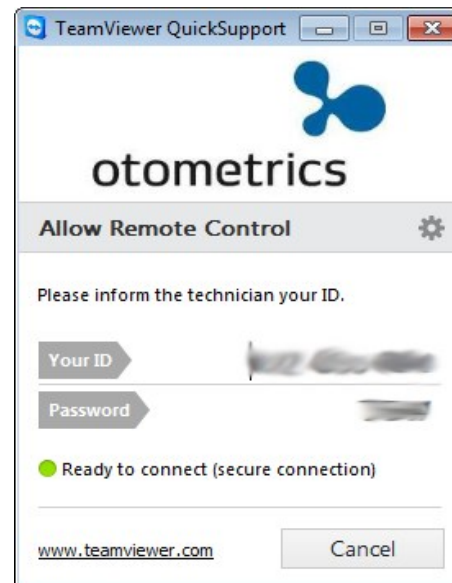 TeamViewer QuickSupport
otometrics
Allow Remote Control
Please inform the technician your ID.
Your ID
Password
Ready to connect (secure connection)
www.teamviewer.com
Cancel